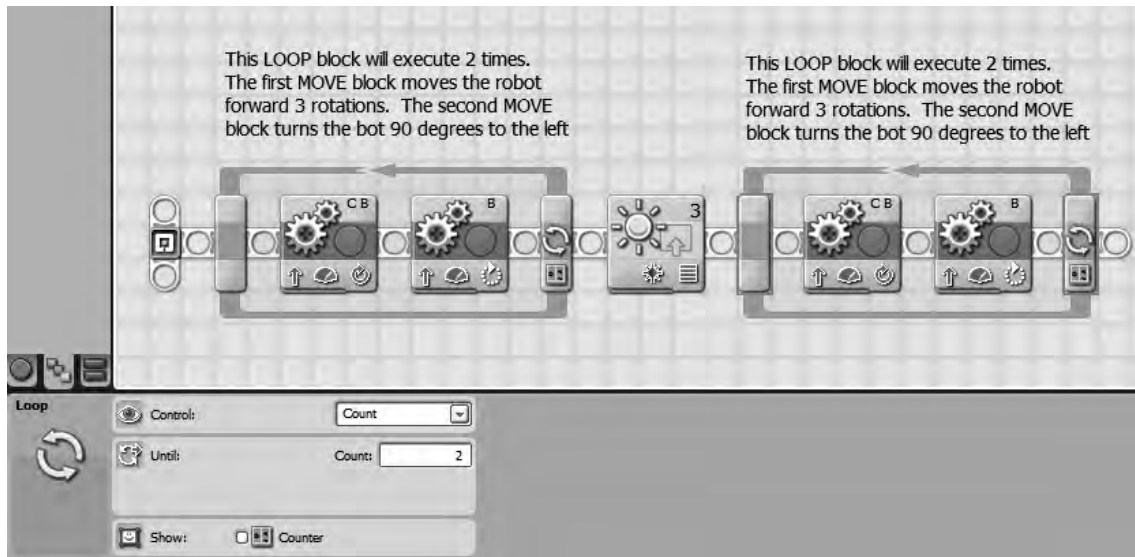 This LOOP block will execute 2 times.
The first MOVE block moves the robot
forward 3 rotations.  The second MOVE
block turns the bot 90 degrees to the left
This LOOP block will execute 2 times.
The first MOVE block moves the robot
forward 3 rotations.  The second MOVE
block turns the bot 90 degrees to the left
C B
B
3
C B
B
Loop
Control:
Count
Until:
Count:
2
Show:
Counter